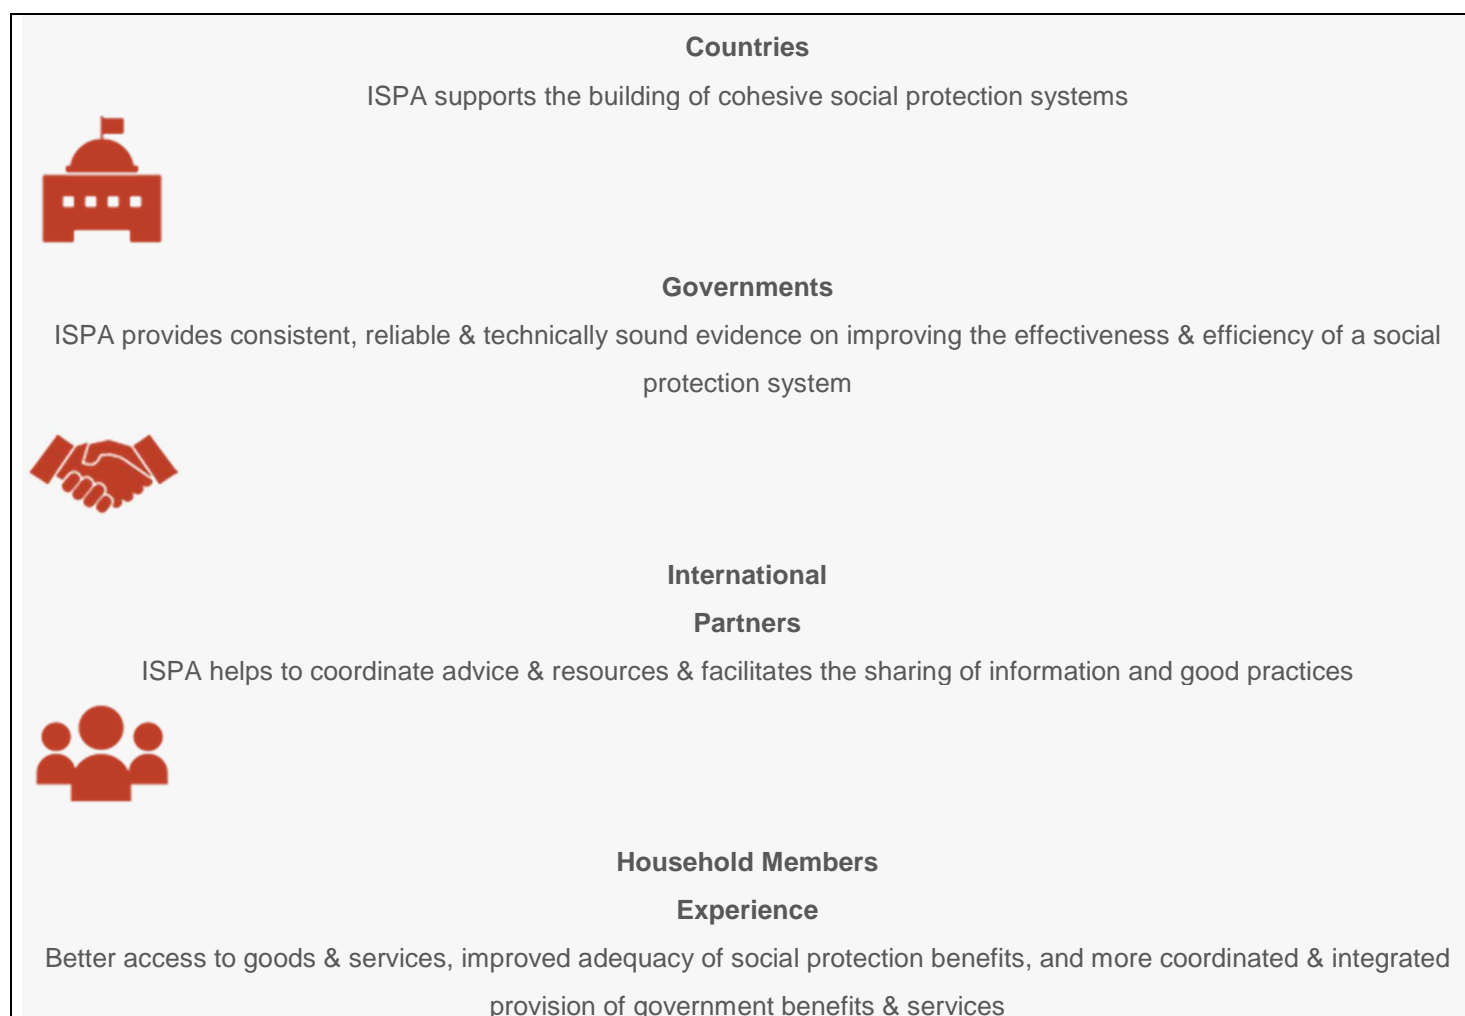 Countries
ISPA supports the building of cohesive social protection systems
Governments
ISPA provides consistent, reliable & technically sound evidence on improving the effectiveness & efficiency of a social
protection system
International
Partners
ISPA helps to coordinate advice & resources & facilitates the sharing of information and good practices
Household Members
Experience
Better access to goods & services, improved adequacy of social protection benefits, and more coordinated & integrated
provision of government benefits & services